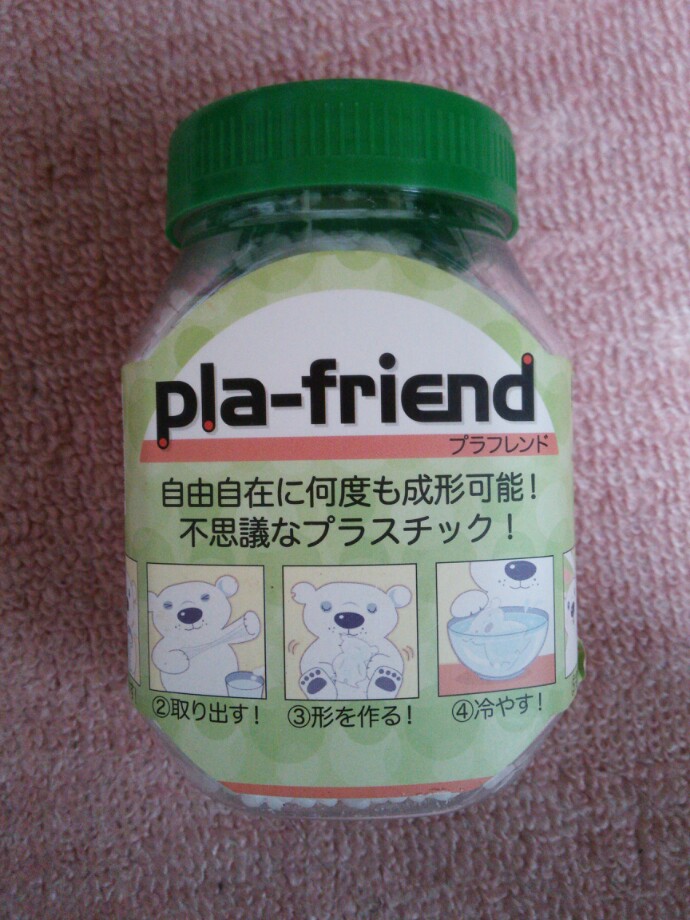 pla-friend
プラフレンド
自由自在に何度も成形可能!
不思議なプラスチック!
②取り出す!
③形を作る!
④冷やす!